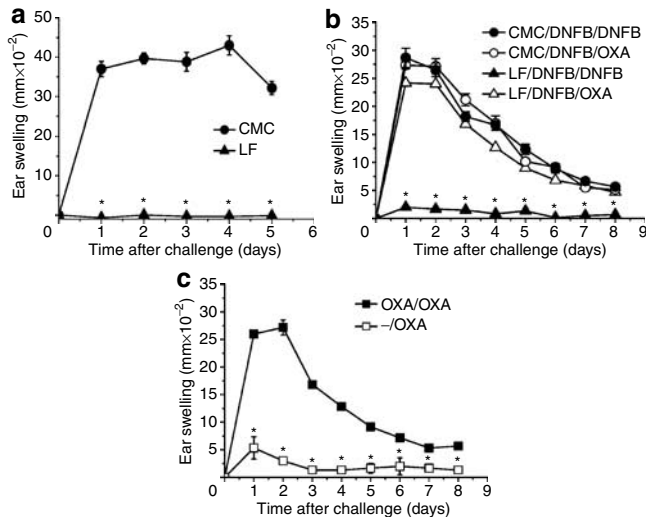 a
Ear swelling (mm×10⁻²)
50
40
30
20
10
0
CMC
LF
* * * * *
1 2 3 4 5 6
Time after challenge (days)
b
Ear swelling (mm×10⁻²)
35
30
25
20
15
10
5
0
CMC/DNFB/DNFB
CMC/DNFB/OXA
LF/DNFB/DNFB
LF/DNFB/OXA
* * * * * * * *
1 2 3 4 5 6 7 8 9
Time after challenge (days)
c
Ear swelling (mm×10⁻²)
35
30
25
20
15
10
5
0
OXA/OXA
–/OXA
* * * * * * * *
1 2 3 4 5 6 7 8 9
Time after challenge (days)